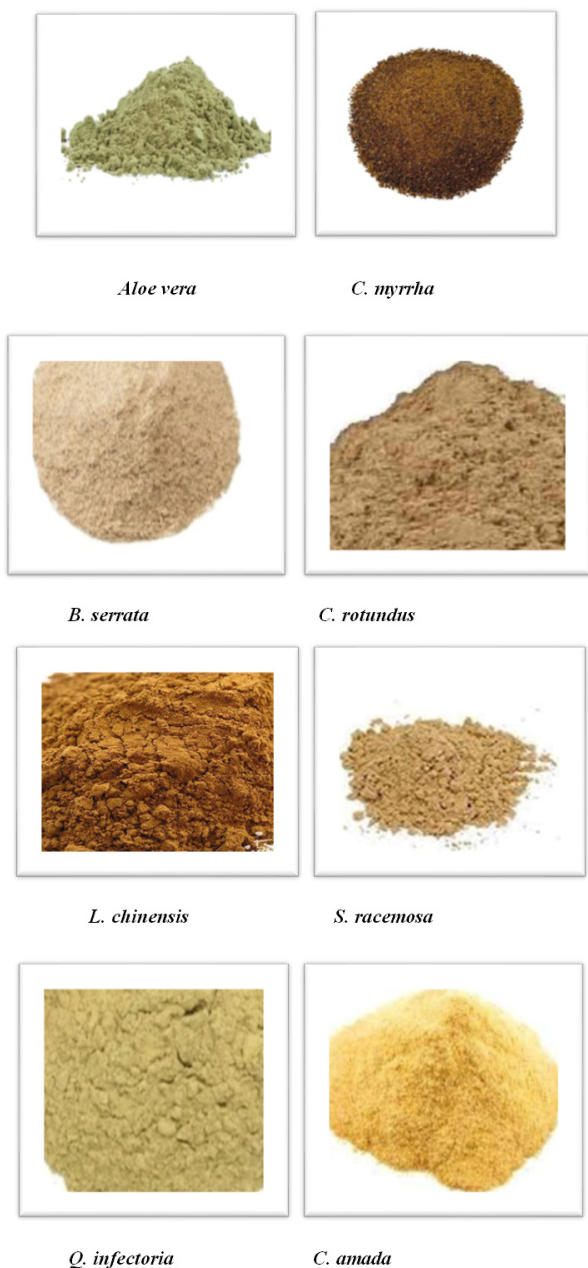 Aloe vera
C. myrrha
B. serrata
C. rotundus
L. chinensis
S. racemosa
Q. infectoria
C. amada